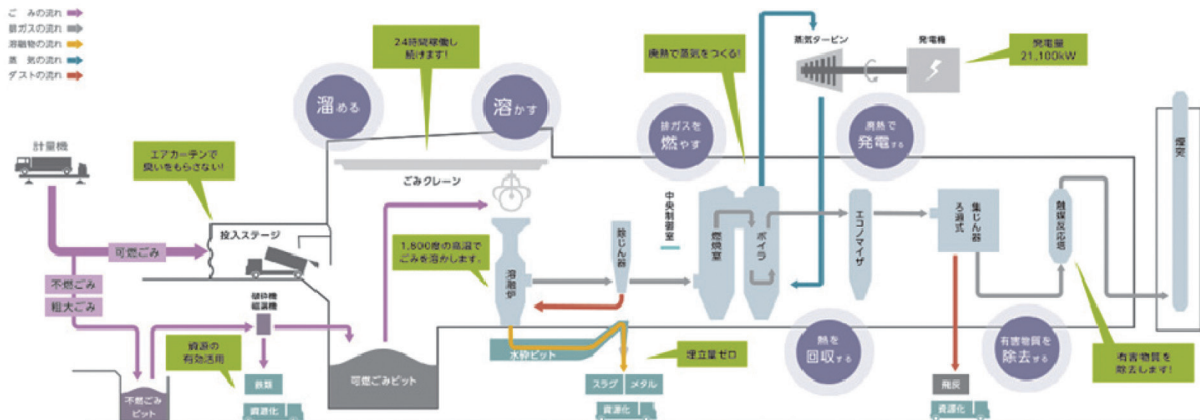 ごみの流れ
排ガスの流れ
溶融物の流れ
蒸気の流れ
ダストの流れ
計量機
エアカーテンで
臭いをもらさない!
投入ステージ
可燃ごみ
不燃ごみ
粗大ごみ
資源の
有効活用
不燃ごみ
ピット
鉄類
資源化
溜める
24時間稼働し
続けます!
溶かす
ごみクレーン
1,800度の高温で
ごみを溶かします。
可燃ごみピット
溶融炉
水砕ピット
除じん器
スラグ
メタル
資源化
埋立量ゼロ
中央制御室
排ガスを
燃やす
廃熱で蒸気をつくる!
燃焼室
ボイラ
蒸気タービン
発電機
発電量
21,100kW
廃熱で
発電する
エコノマイザ
熱を
回収する
ろ過式
集じん器
飛灰
資源化
有害物質を
除去する
触媒反応塔
有害物質を
除去します!
煙突